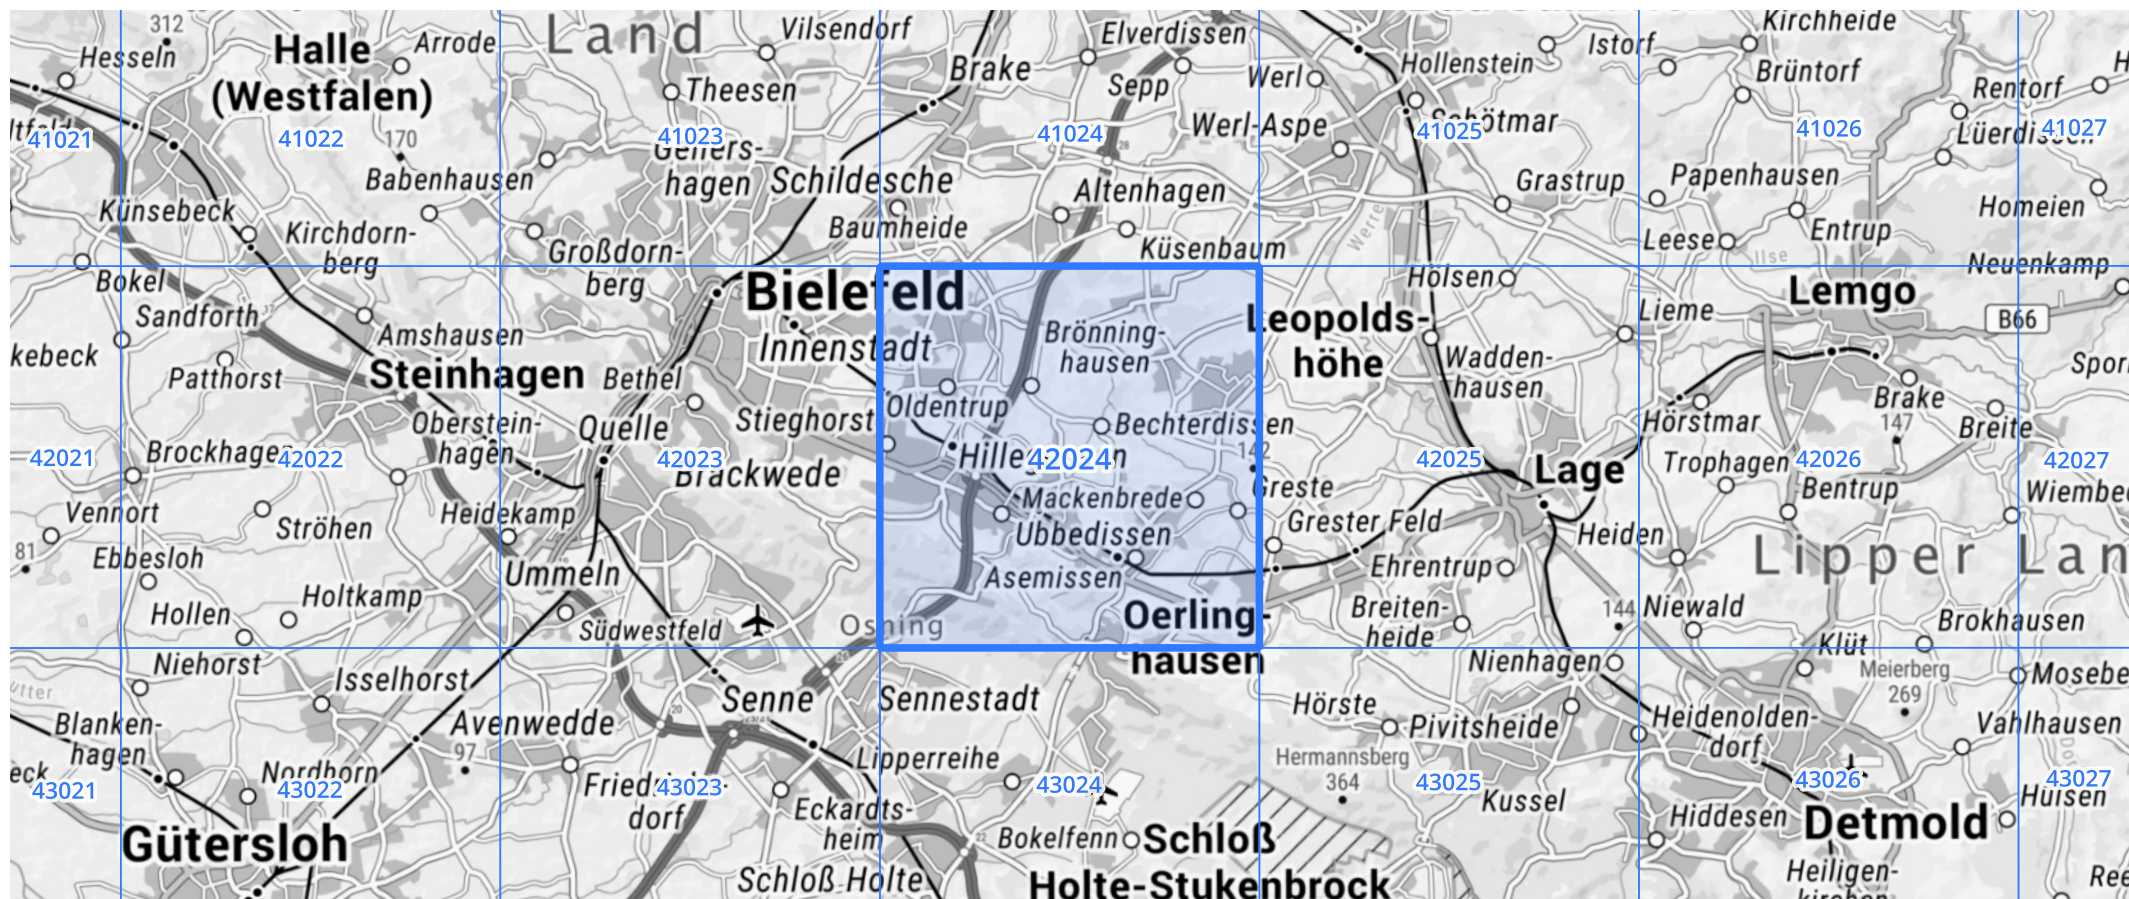 312
Hesseln
Halle
(Westfalen)
Arrode
Land
Vilsendorf
Theesen
Brake
Elverdissen
Sepp
Werl
Hollenstein
Istorf
Kirchheide
Brüntorf
Rentorf
41021
41022
170
41023
41024
28
Werl-Aspe
41025
Schötmar
41026
41027
Babenhausen
hagen
Schildesche
Altenhagen
Grastrup
Papenhausen
Künsebeck
Kirchdorn-
berg
Großdorn-
berg
Baumheide
Küsenbaum
Werre
Leese
Entrup
Homeien
Ilse
Neuenkamp
Bokel
Sandforth
Amshausen
Bielefeld
Innenstadt
Brönning-
hausen
Leopolds-
höhe
Hölsen
Lieme
Lemgo
B66
kebeck
Patthorst
Steinhagen
Bethel
Wadden-
hausen
Brake
147
Oberstein-
hagen
Quelle
Stieghorst
Oldentrup
Bechterdissen
142
Hörstmar
Breite
42021
Brockhagen
42022
42023
Brackwede
42024
42025
Lage
Trophagen
42026
42027
Vennort
Ströhen
Heidekamp
Mackenbrede
Greste
Bentrup
81
Ebbesloh
Ubbedissen
Grester Feld
Heiden
Ummeln
Asemissen
Ehrentrup
Hollen
Holtkamp
Südwestfeld
Osning
Oerling-
hausen
Breiten-
heide
144
Niewald
Brokhausen
Klüt
Niehorst
Isselhorst
Senne
Sennestadt
Nienhagen
Meierberg
269
Blanken-
hagen
Avenwedde
97
20
Hörste
Pivitsheide
Heidenolden-
dorf
Vahlhausen
43021
Nordhorn
43022
43023
dorf
Lipperreihe
43024
Hermannsberg
364
43025
43026
43027
Eckardts-
heim
22
Bokelfenn
Kussel
Hiddesen
Detmold
Gütersloh
Schloß Holte
Schloß
Holte-Stukenbrock
Heiligen-
kirchen